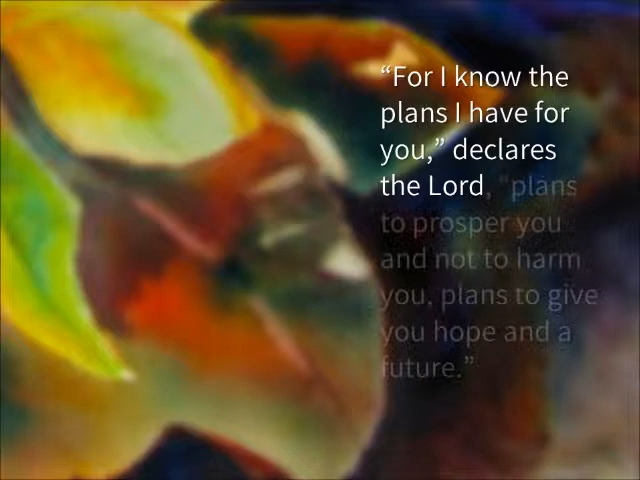 “For I know the
plans I have for
you,” declares
the Lord, “plans
to prosper you
and not to harm
you, plans to give
you hope and a
future.”